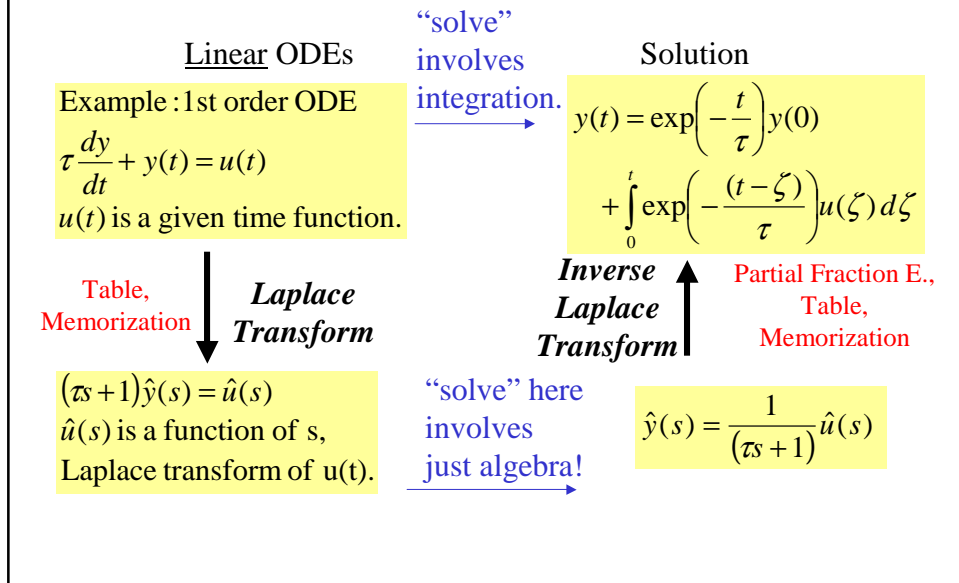 “solve”
involves
integration.
Linear ODEs
Solution
Example :1st order ODE
τ dy/dt + y(t) = u(t)
u(t) is a given time function.
y(t) = exp(− t/τ) y(0)
+ ∫₀ᵗ exp(− (t − ζ)/τ) u(ζ) dζ
Table,
Memorization
Laplace
Transform
Inverse
Laplace
Transform
Partial Fraction E.,
Table,
Memorization
(τs + 1)ŷ(s) = û(s)
û(s) is a function of s,
Laplace transform of u(t).
“solve” here
involves
just algebra!
ŷ(s) = 1/(τs + 1) û(s)